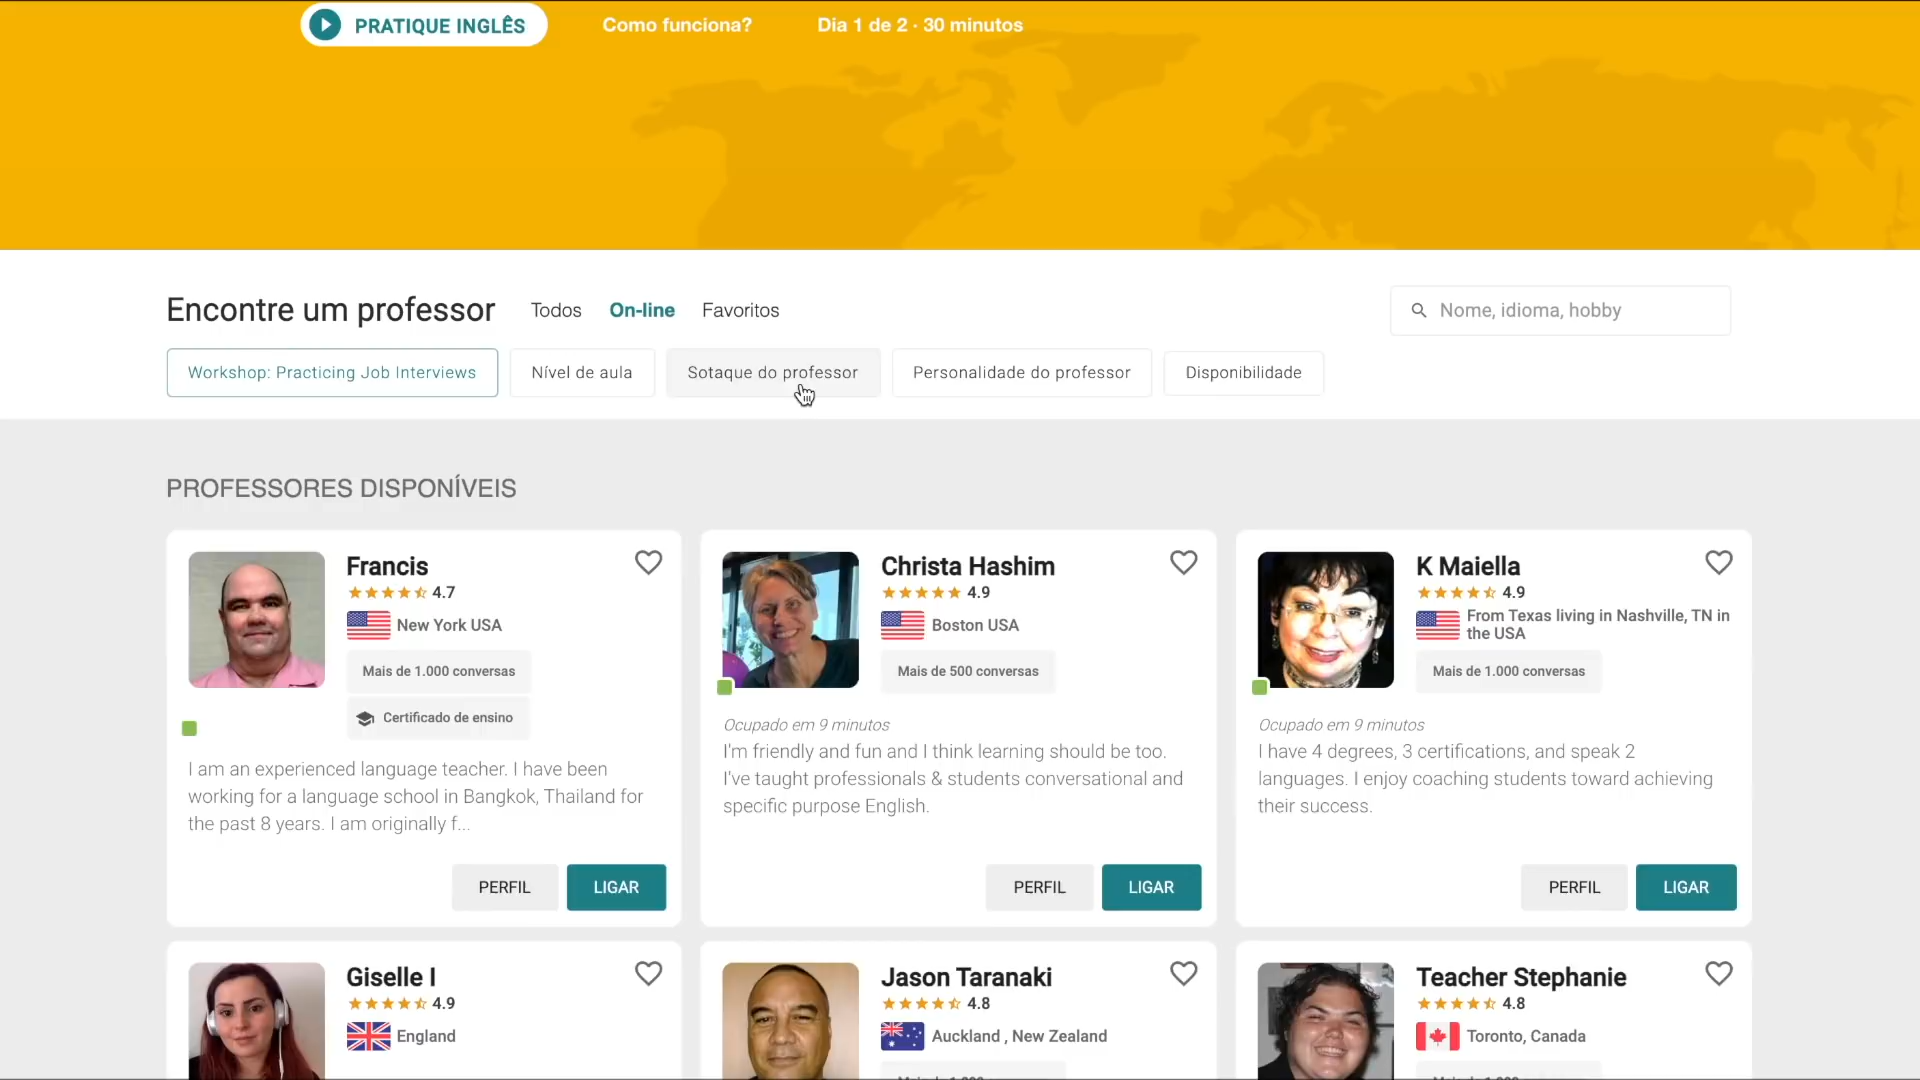 PRATIQUE INGLÊS
Como funciona?
Dia 1 de 2 · 30 minutos
Encontre um professor
Todos
On-line
Favoritos
Nome, idioma, hobby
Workshop: Practicing Job Interviews
Nível de aula
Sotaque do professor
Personalidade do professor
Disponibilidade
PROFESSORES DISPONÍVEIS
Francis
4.7
New York USA
Mais de 1.000 conversas
Certificado de ensino
I am an experienced language teacher. I have been
working for a language school in Bangkok, Thailand for
the past 8 years. I am originally f...
PERFIL
LIGAR
Christa Hashim
4.9
Boston USA
Mais de 500 conversas
Ocupado em 9 minutos
I'm friendly and fun and I think learning should be too.
I've taught professionals & students conversational and
specific purpose English.
PERFIL
LIGAR
K Maiella
4.9
From Texas living in Nashville, TN in
the USA
Mais de 1.000 conversas
Ocupado em 9 minutos
I have 4 degrees, 3 certifications, and speak 2
languages. I enjoy coaching students toward achieving
their success.
PERFIL
LIGAR
Giselle I
4.9
England
Jason Taranaki
4.8
Auckland , New Zealand
Teacher Stephanie
4.8
Toronto, Canada